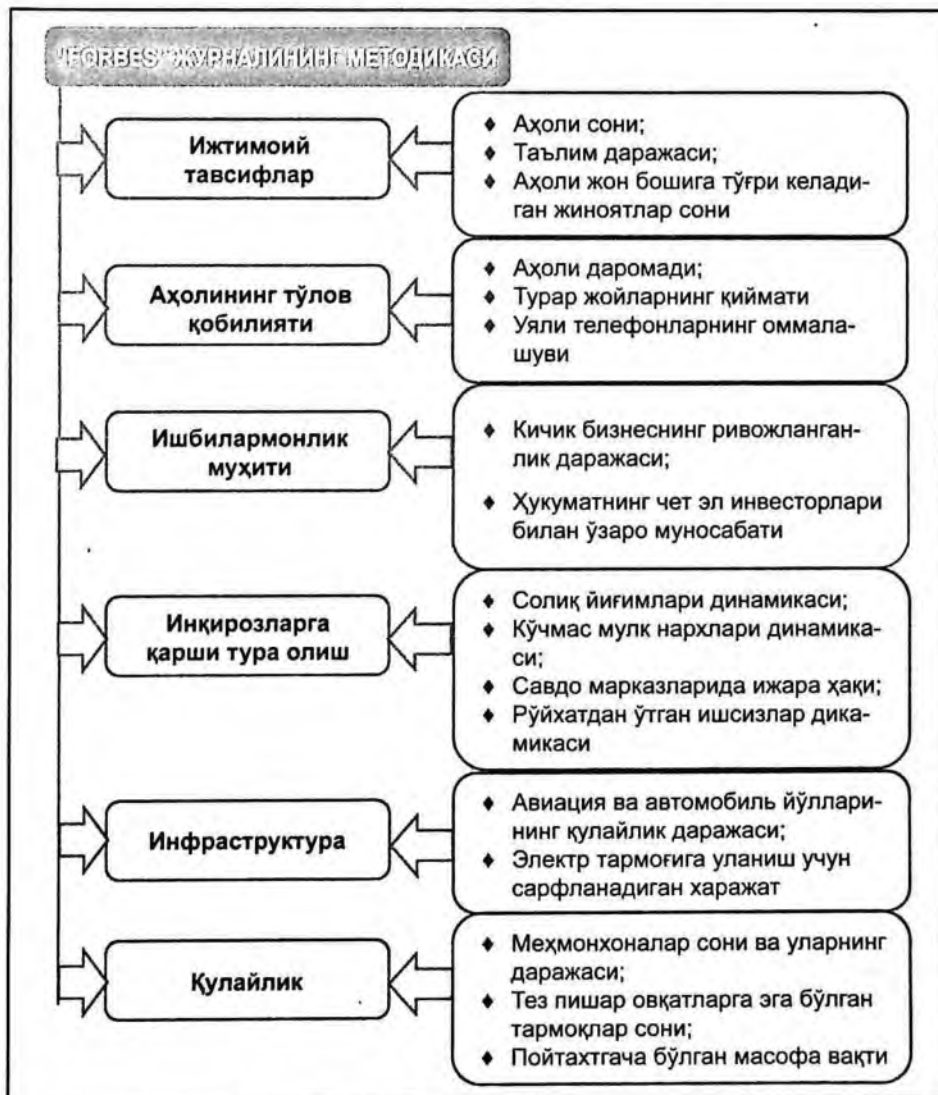 "FORBES" ЖУРНАЛИНИНГ МЕТОДИКАСИ
Ижтимоий
тавсифлар
♦ Аҳоли сони;
♦ Таълим даражаси;
♦ Аҳоли жон бошига тўғри келади-
ган жиноятлар сони
Аҳолининг тўлов
қобилияти
♦ Аҳоли даромади;
♦ Турар жойларнинг қиймати
♦ Уяли телефонларнинг оммала-
шуви
Ишбилармонлик
муҳити
♦ Кичик бизнеснинг ривожланган-
лик даражаси;
♦ Ҳукуматнинг чет эл инвесторлари
билан ўзаро муносабати
Инқирозларга
қарши тура олиш
♦ Солиқ йиғимлари динамикаси;
♦ Кўчмас мулк нархлари динамика-
си;
♦ Савдо марказларида ижара ҳақи;
♦ Рўйхатдан ўтган ишсизлар дика-
микаси
Инфраструктура
♦ Авиация ва автомобиль йўллари-
нинг қулайлик даражаси;
♦ Электр тармоғига уланиш учун
сарфланадиган харажат
Қулайлик
♦ Меҳмонхоналар сони ва уларнинг
даражаси;
♦ Тез пишар овқатларга эга бўлган
тармоқлар сони;
♦ Пойтахтгача бўлган масофа вақти